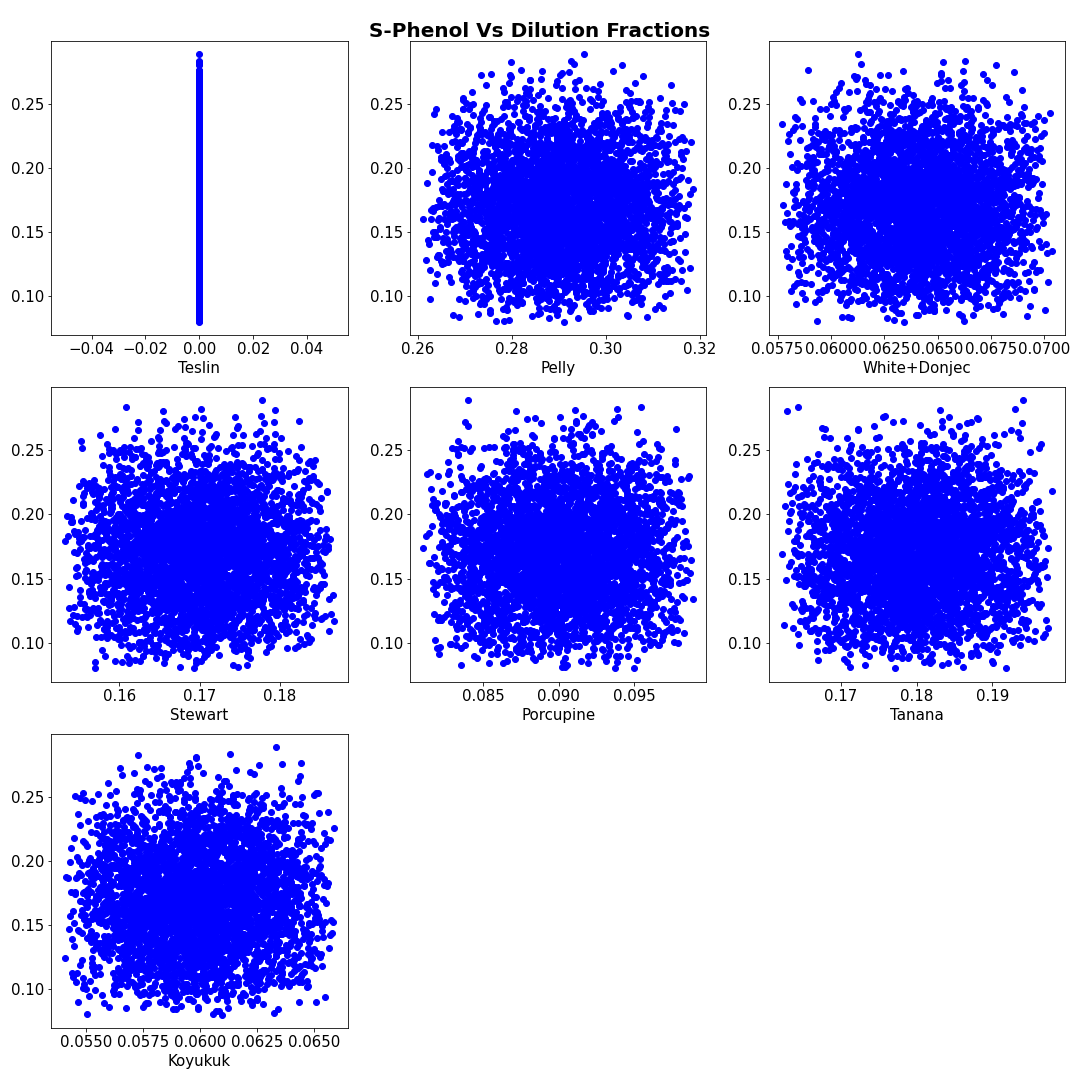 S-Phenol Vs Dilution Fractions
0.25
0.20
0.15
0.10
−0.04 −0.02 0.00 0.02 0.04
Teslin
0.25
0.20
0.15
0.10
0.26 0.28 0.30 0.32
Pelly
0.25
0.20
0.15
0.10
0.0575 0.0600 0.0625 0.0650 0.0675 0.0700
White+Donjec
0.25
0.20
0.15
0.10
0.16 0.17 0.18
Stewart
0.25
0.20
0.15
0.10
0.085 0.090 0.095
Porcupine
0.25
0.20
0.15
0.10
0.17 0.18 0.19
Tanana
0.25
0.20
0.15
0.10
0.0550 0.0575 0.0600 0.0625 0.0650
Koyukuk